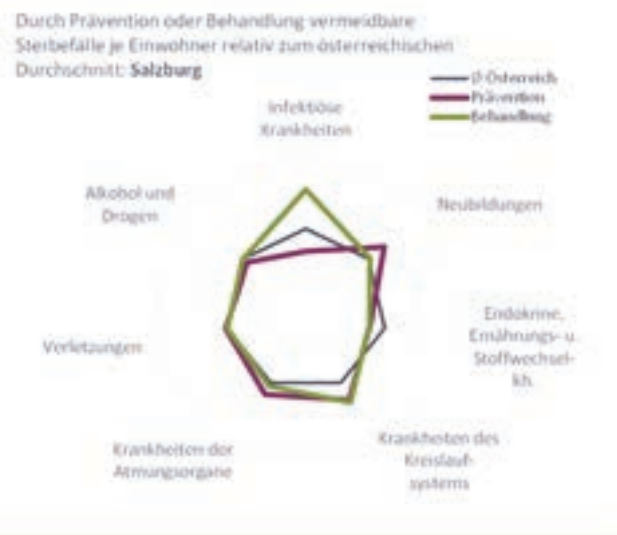 Durch Prävention oder Behandlung vermeidbare
Sterbefälle je Einwohner relativ zum österreichischen
Durchschnitt: Salzburg
Ø Österreich
Prävention
Behandlung
Infektiöse
Krankheiten
Neubildungen
Endokrine,
Ernährungs- u.
Stoffwechsel-
kh.
Krankheiten des
Kreislauf-
systems
Krankheiten der
Atmungsorgane
Verletzungen
Alkohol und
Drogen